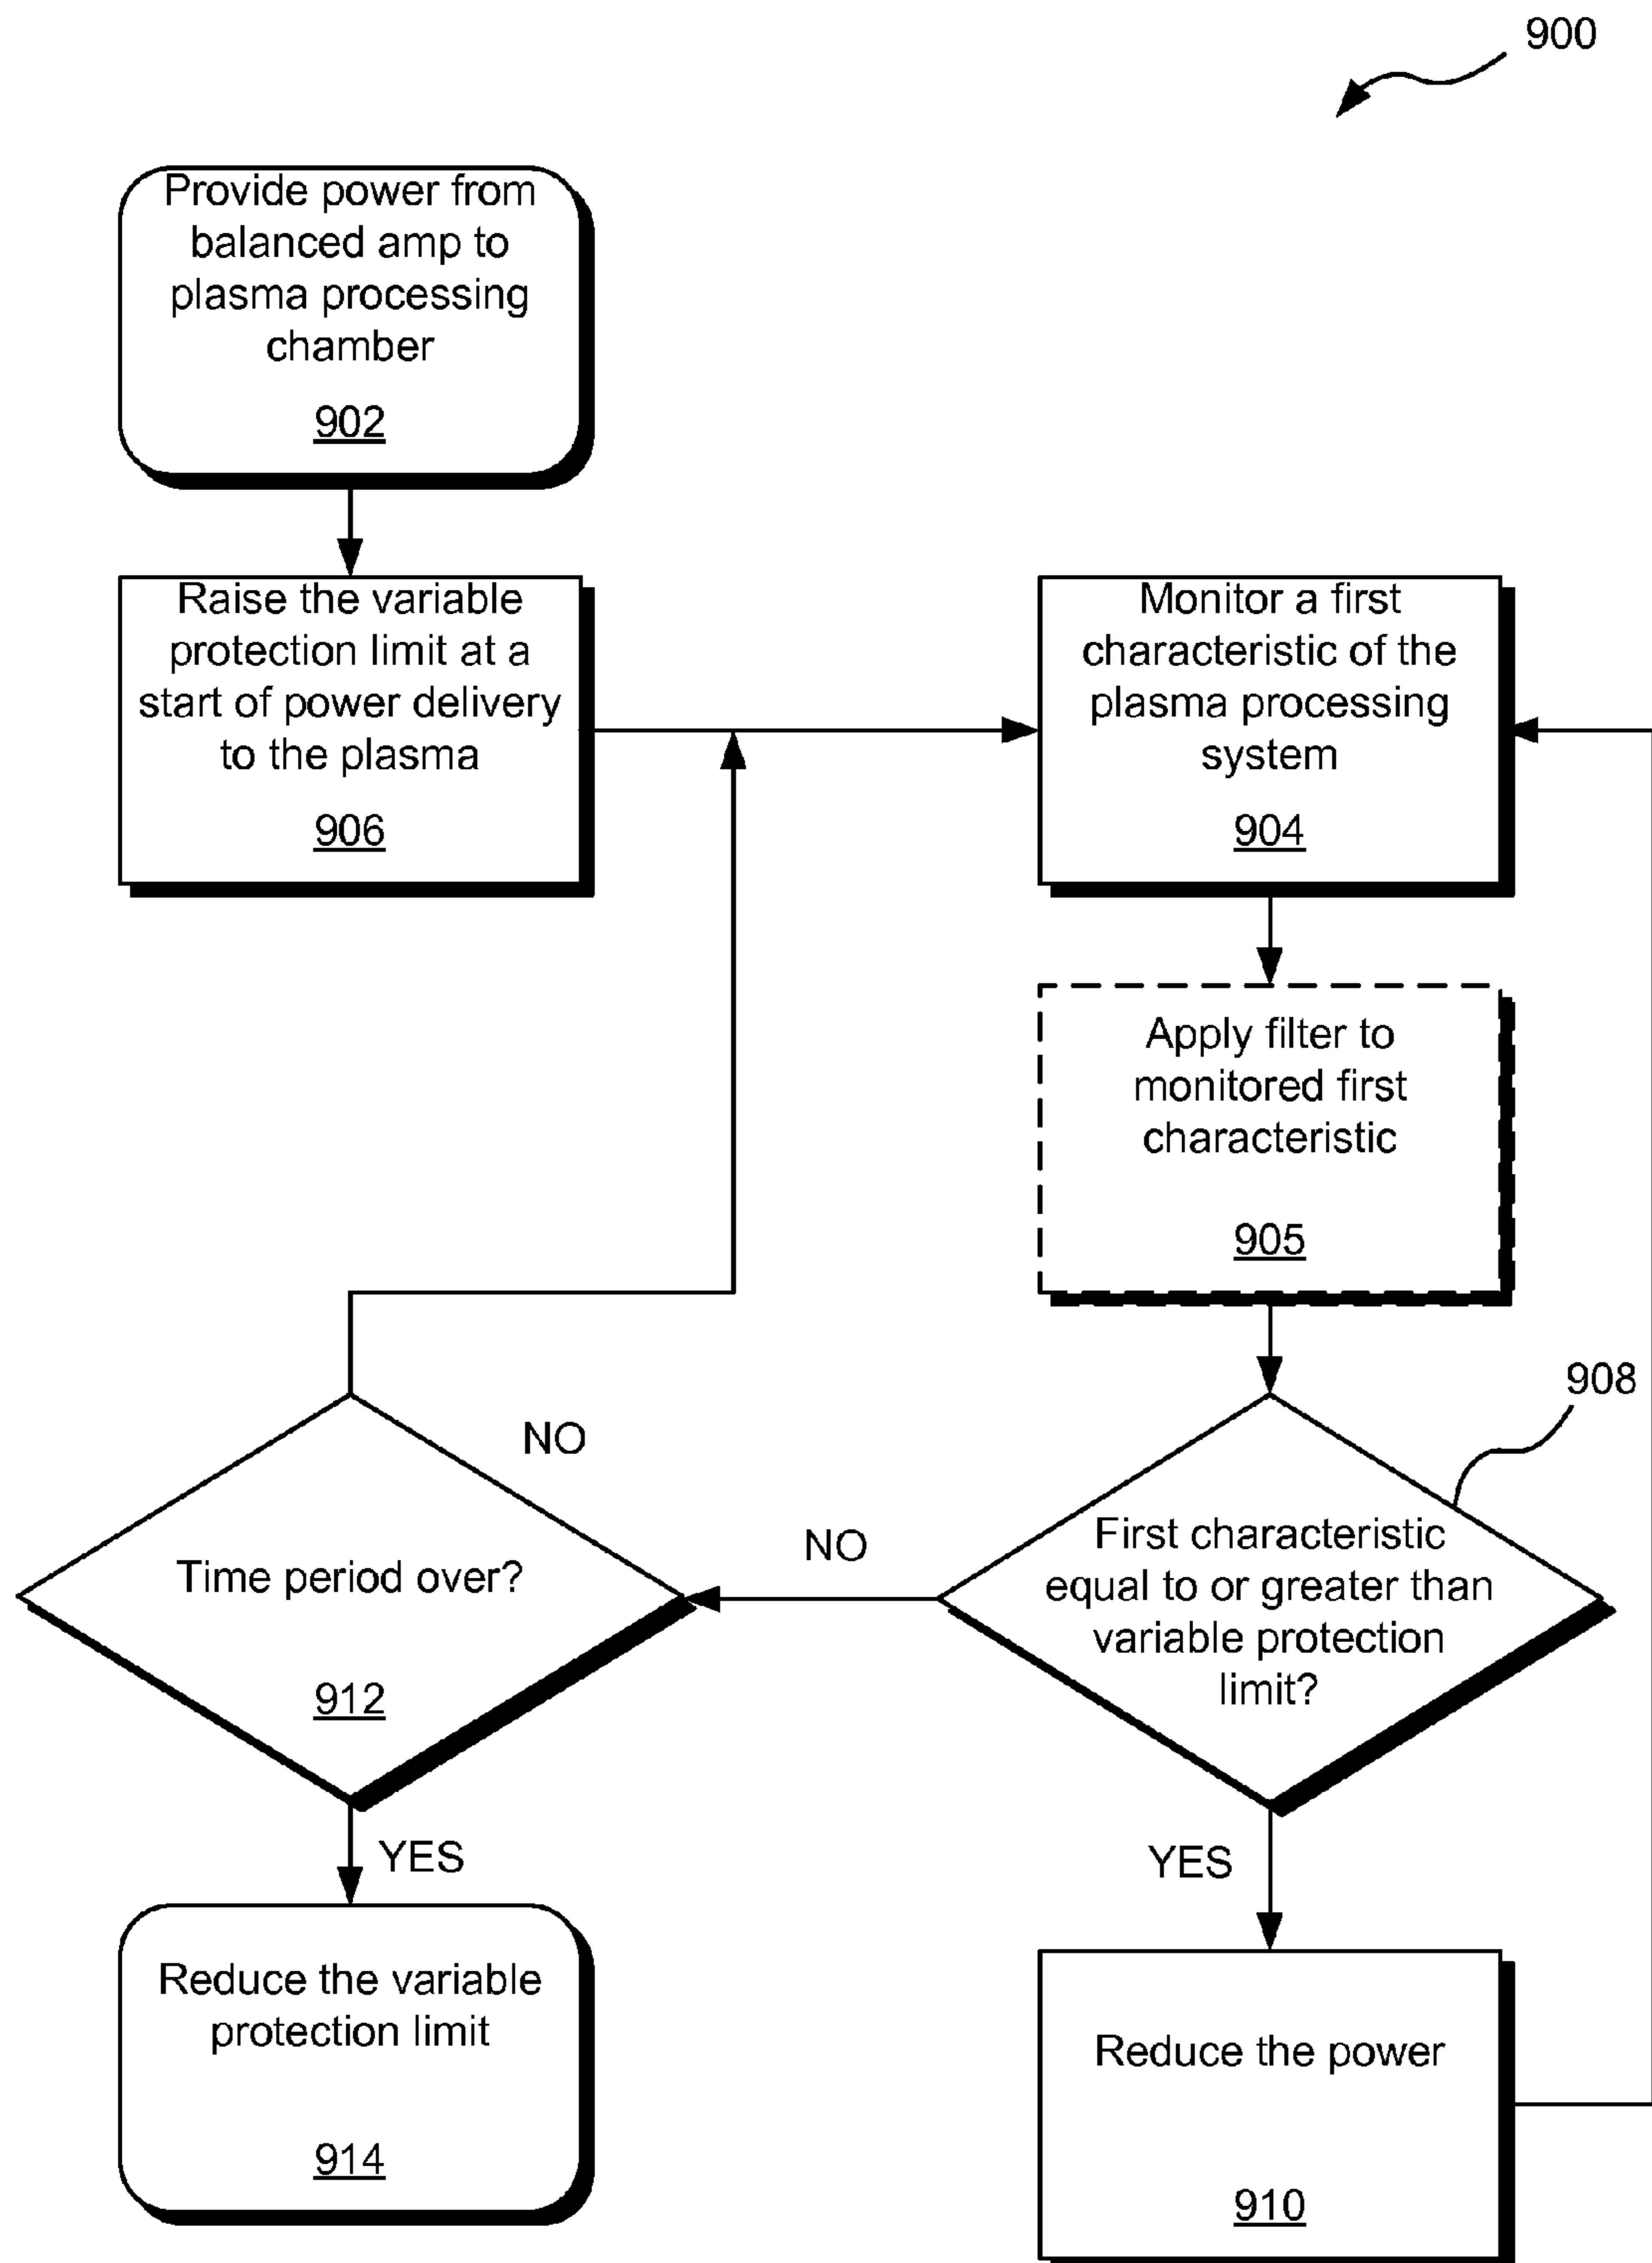 900
Provide power from
balanced amp to
plasma processing
chamber
902
Raise the variable
protection limit at a
start of power delivery
to the plasma
906
Monitor a first
characteristic of the
plasma processing
system
904
Apply filter to
monitored first
characteristic
905
908
First characteristic
equal to or greater than
variable protection
limit?
NO
Time period over?
912
NO
YES
Reduce the variable
protection limit
914
YES
Reduce the power
910